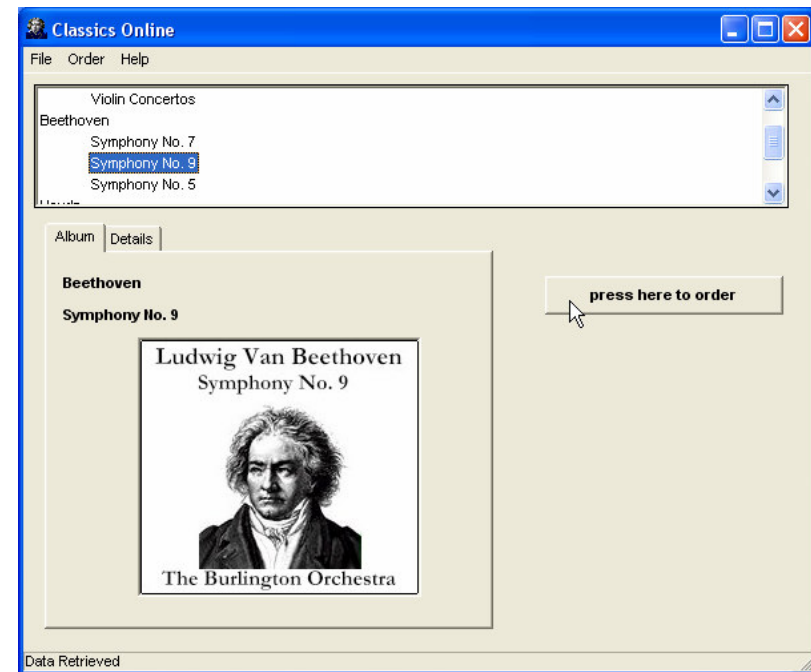 Classics Online
File Order Help
Violin Concertos
Beethoven
Symphony No. 7
Symphony No. 9
Symphony No. 5
Album Details
Beethoven
Symphony No. 9
press here to order
Ludwig Van Beethoven
Symphony No. 9
The Burlington Orchestra
Data Retrieved